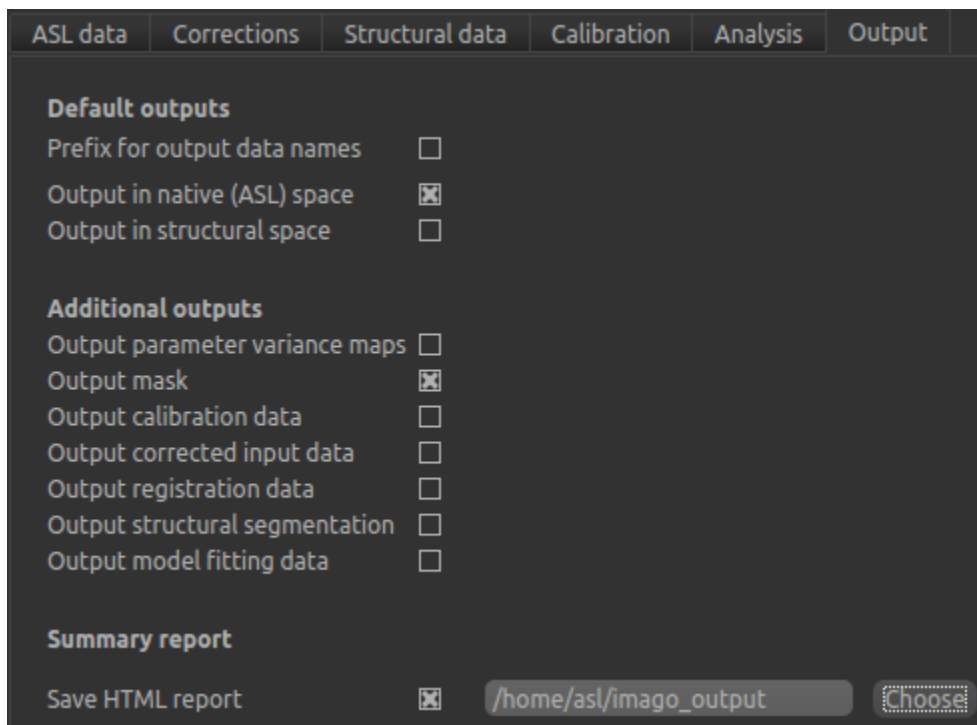 ASL data Corrections Structural data Calibration Analysis Output
Default outputs
Prefix for output data names
Output in native (ASL) space
Output in structural space
Additional outputs
Output parameter variance maps
Output mask
Output calibration data
Output corrected input data
Output registration data
Output structural segmentation
Output model fitting data
Summary report
Save HTML report /home/asl/imago_output Choose